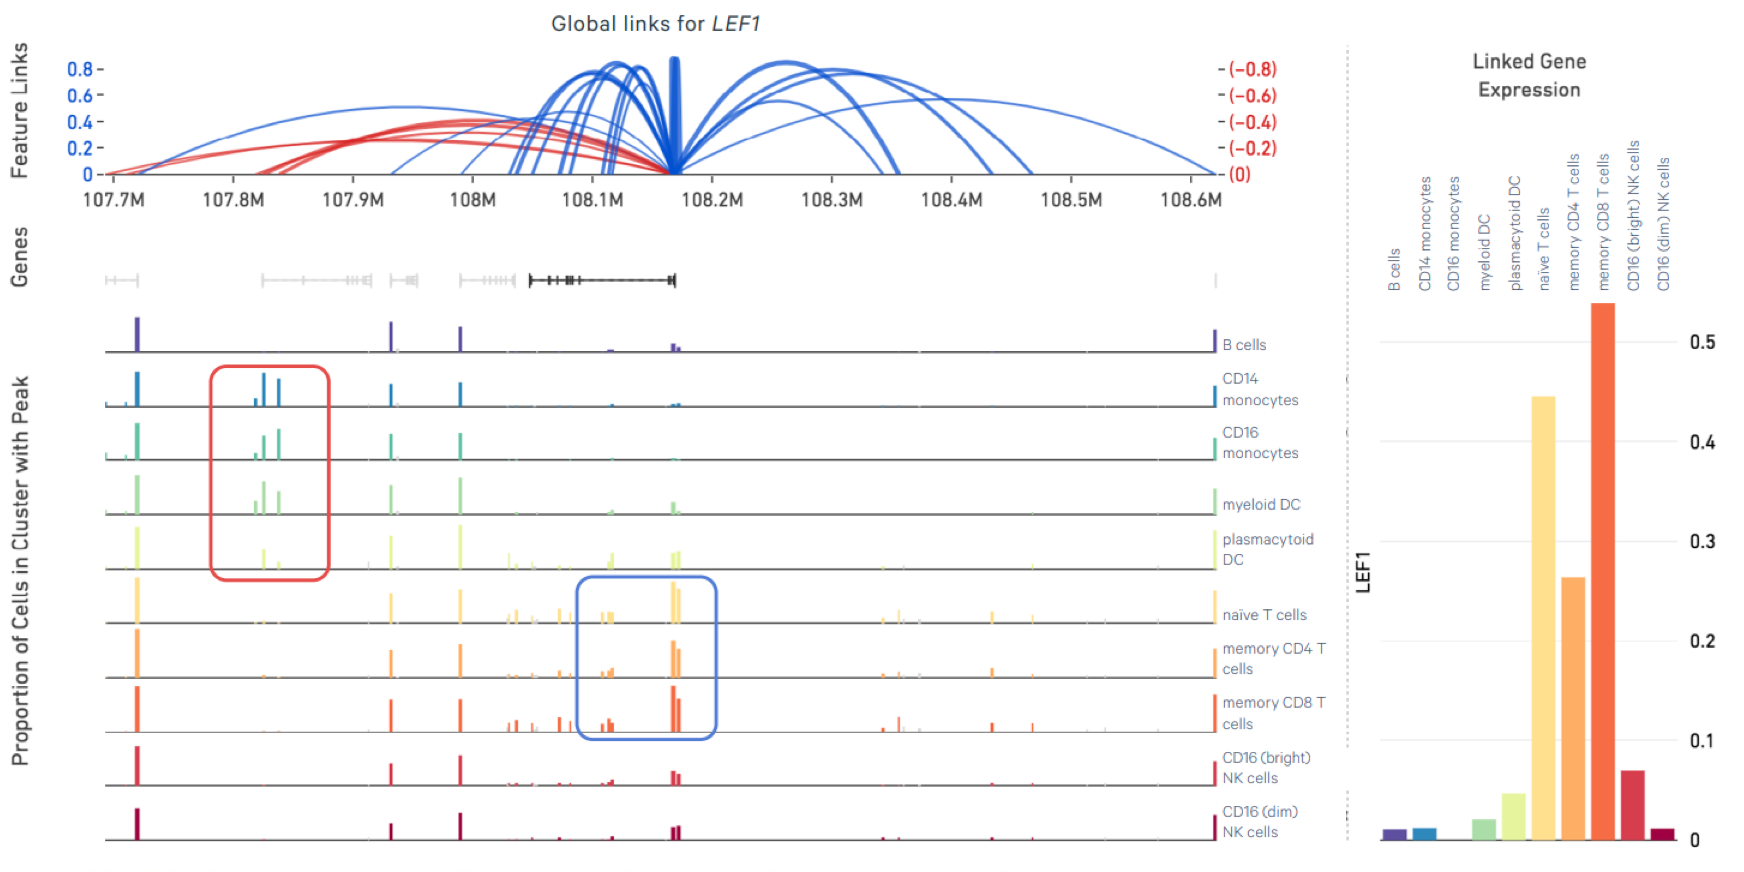 Global links for LEF1
Feature Links
0.8
0.6
0.4
0.2
0
(-0.8)
(-0.6)
(-0.4)
(-0.2)
(0)
107.7M 107.8M 107.9M 108M 108.1M 108.2M 108.3M 108.4M 108.5M 108.6M
Genes
Proportion of Cells in Cluster with Peak
B cells
CD14
monocytes
CD16
monocytes
myeloid DC
plasmacytoid
DC
naïve T cells
memory CD4 T
cells
memory CD8 T
cells
CD16 (bright)
NK cells
CD16 (dim)
NK cells
Linked Gene
Expression
B cells
CD14 monocytes
CD16 monocytes
myeloid DC
plasmacytoid DC
naïve T cells
memory CD4 T cells
memory CD8 T cells
CD16 (bright) NK cells
CD16 (dim) NK cells
LEF1
0.5
0.4
0.3
0.2
0.1
0